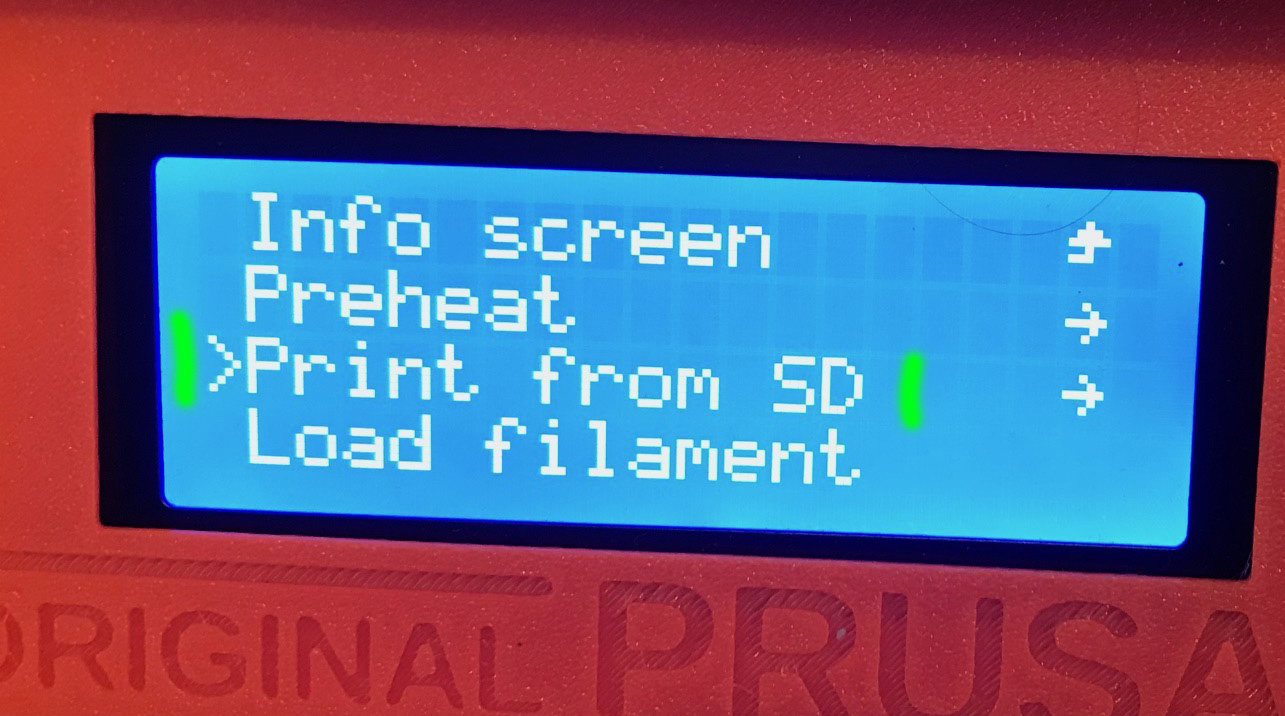 Info screen
Preheat →
>Print from SD →
Load filament
ORIGINAL PRUSA